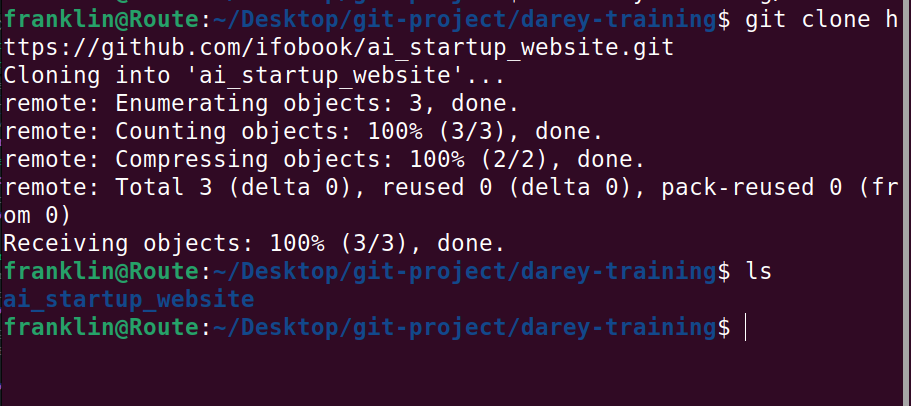 franklin@Route:~/Desktop/git-project/darey-training$ git clone h
ttps://github.com/ifobook/ai_startup_website.git
Cloning into 'ai_startup_website'...
remote: Enumerating objects: 3, done.
remote: Counting objects: 100% (3/3), done.
remote: Compressing objects: 100% (2/2), done.
remote: Total 3 (delta 0), reused 0 (delta 0), pack-reused 0 (fr
om 0)
Receiving objects: 100% (3/3), done.
franklin@Route:~/Desktop/git-project/darey-training$ ls
ai_startup_website
franklin@Route:~/Desktop/git-project/darey-training$